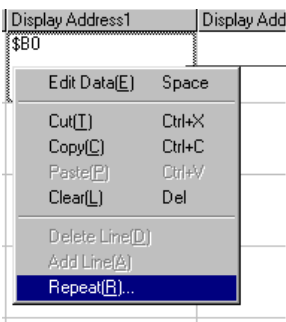 Display Address1 Display Add
$B0
Edit Data(E) Space
Cut(T) Ctrl+X
Copy(C) Ctrl+C
Paste(P) Ctrl+V
Clear(L) Del
Delete Line(D)
Add Line(A)
Repeat(R)...